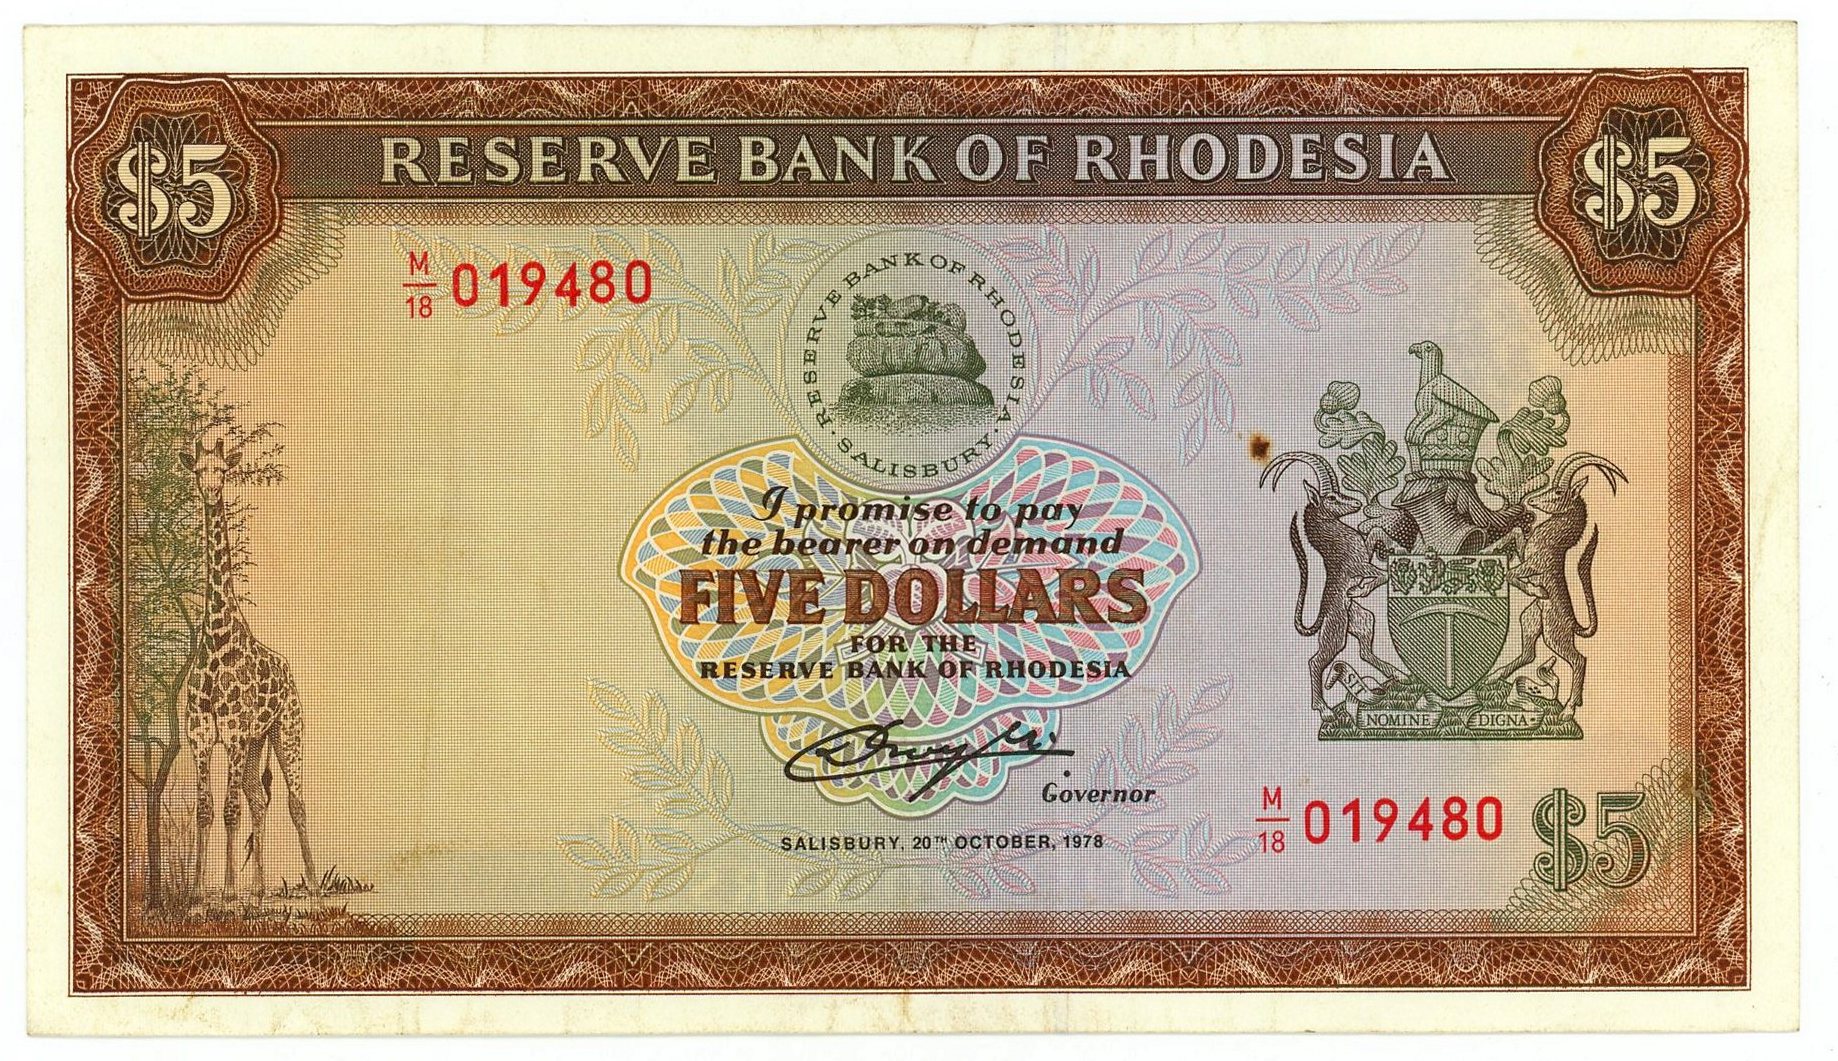 $5
RESERVE BANK OF RHODESIA
$5
M/18 019480
RESERVE BANK OF RHODESIA
· SALISBURY ·
I promise to pay
the bearer on demand
FIVE DOLLARS
FOR THE
RESERVE BANK OF RHODESIA
Governor
SALISBURY, 20TH OCTOBER, 1978
SIT
NOMINE DIGNA
M/18 019480
$5